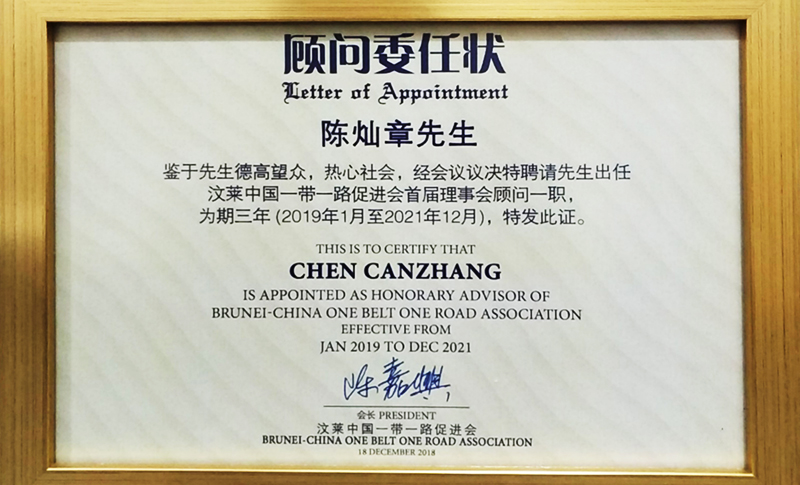 顾问委任状
Letter of Appointment
陈灿章先生
鉴于先生德高望众，热心社会，经会议议决特聘请先生出任
汶莱中国一带一路促进会首届理事会顾问一职，
为期三年 (2019年1月至2021年12月)，特发此证。
THIS IS TO CERTIFY THAT
CHEN CANZHANG
IS APPOINTED AS HONORARY ADVISOR OF
BRUNEI-CHINA ONE BELT ONE ROAD ASSOCIATION
EFFECTIVE FROM
JAN 2019 TO DEC 2021
会长 PRESIDENT
汶莱中国一带一路促进会
BRUNEI-CHINA ONE BELT ONE ROAD ASSOCIATION
18 DECEMBER 2018